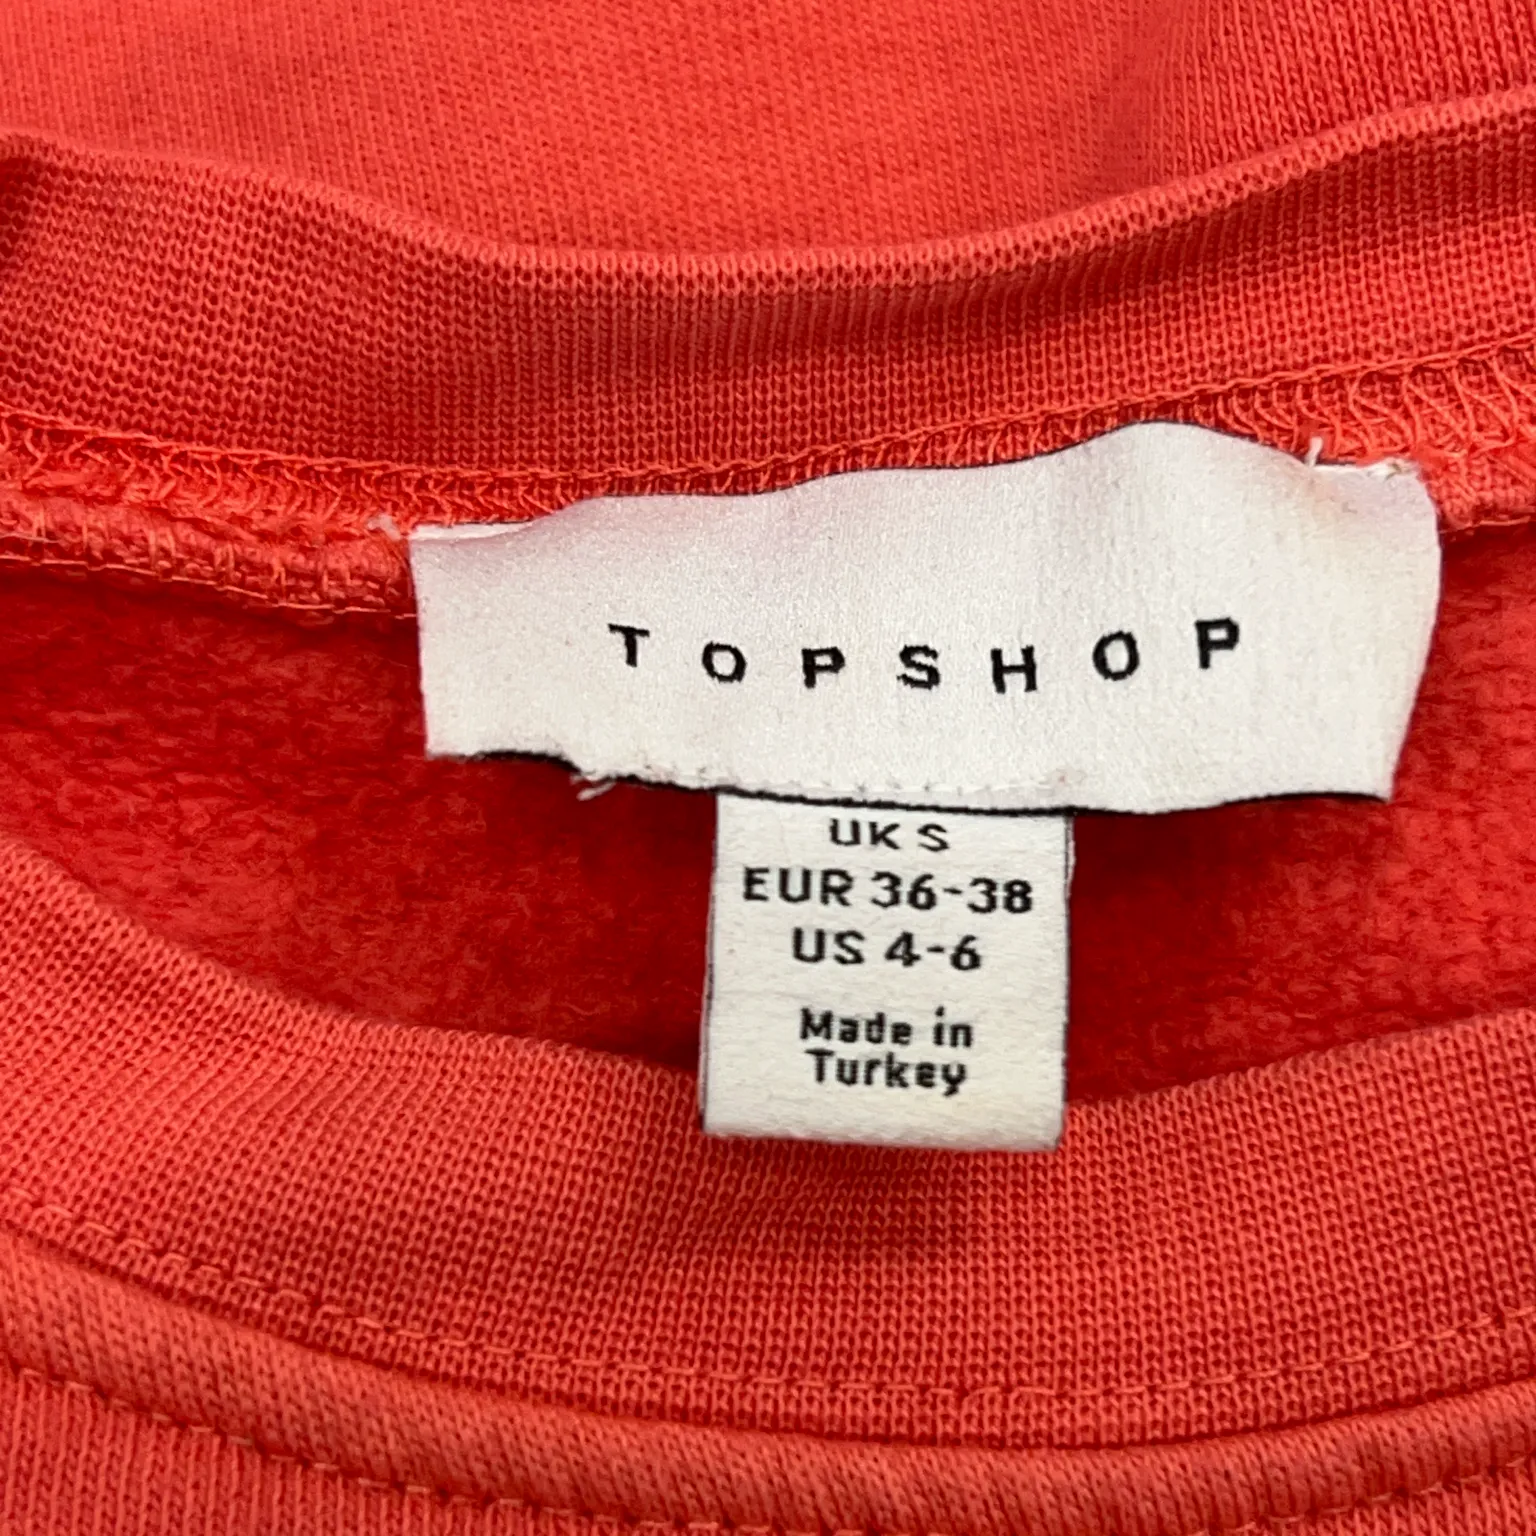 TOPSHOP
UK S
EUR 36-38
US 4-6
Made in
Turkey